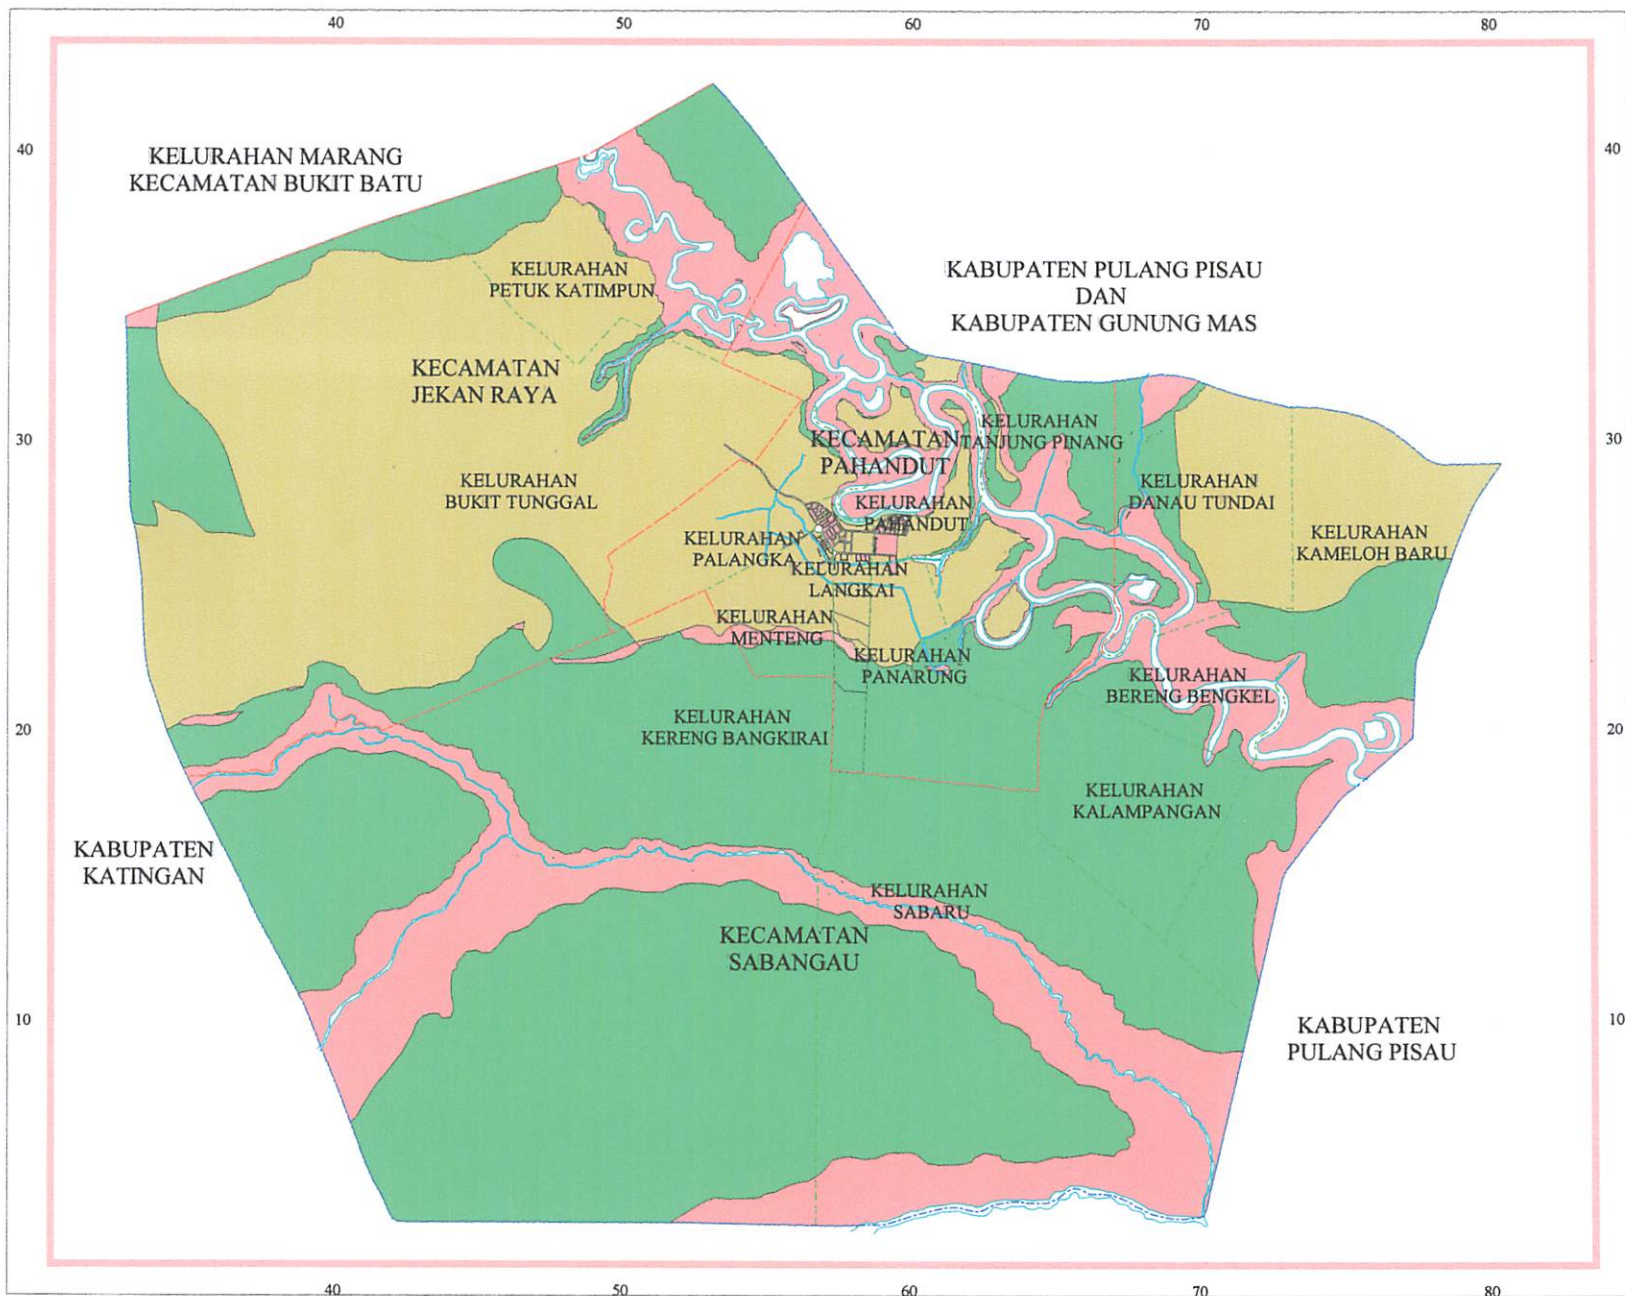 40 50 60 70 80
40 40
KELURAHAN MARANG
KECAMATAN BUKIT BATU
KELURAHAN
PETUK KATIMPUN
KABUPATEN PULANG PISAU
DAN
KABUPATEN GUNUNG MAS
KECAMATAN
JEKAN RAYA
30 30
KELURAHAN
TANJUNG PINANG
KECAMATAN
PAHANDUT
KELURAHAN
BUKIT TUNGGAL
KELURAHAN
DANAU TUNDAI
KELURAHAN
PAHANDUT
KELURAHAN
PALANGKA
KELURAHAN
KAMELOH BARU
KELURAHAN
LANGKAI
KELURAHAN
MENTENG
KELURAHAN
PANARUNG
KELURAHAN
BERENG BENGKEL
20 20
KELURAHAN
KERENG BANGKIRAI
KELURAHAN
KALAMPANGAN
KABUPATEN
KATINGAN
KELURAHAN
SABARU
KECAMATAN
SABANGAU
10 10
KABUPATEN
PULANG PISAU
40 50 60 70 80